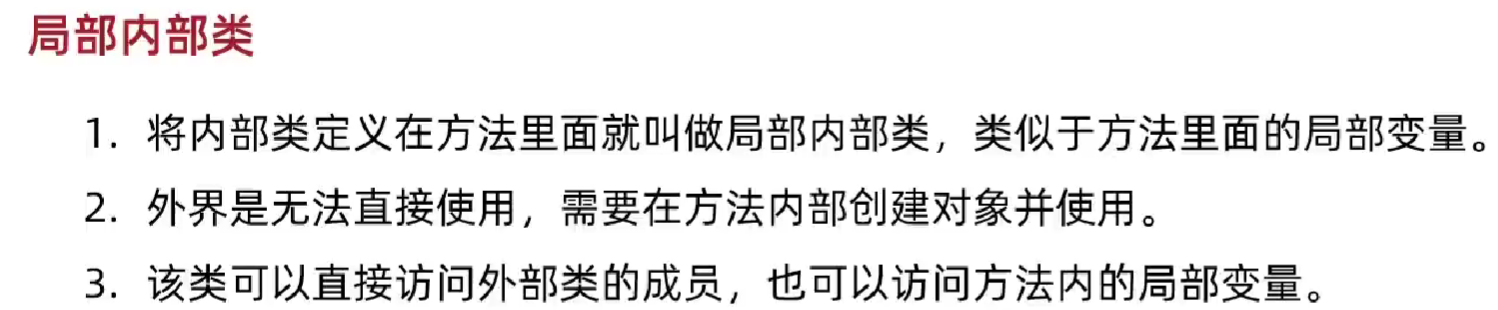 局部内部类
1. 将内部类定义在方法里面就叫做局部内部类，类似于方法里面的局部变量。
2. 外界是无法直接使用，需要在方法内部创建对象并使用。
3. 该类可以直接访问外部类的成员，也可以访问方法内的局部变量。